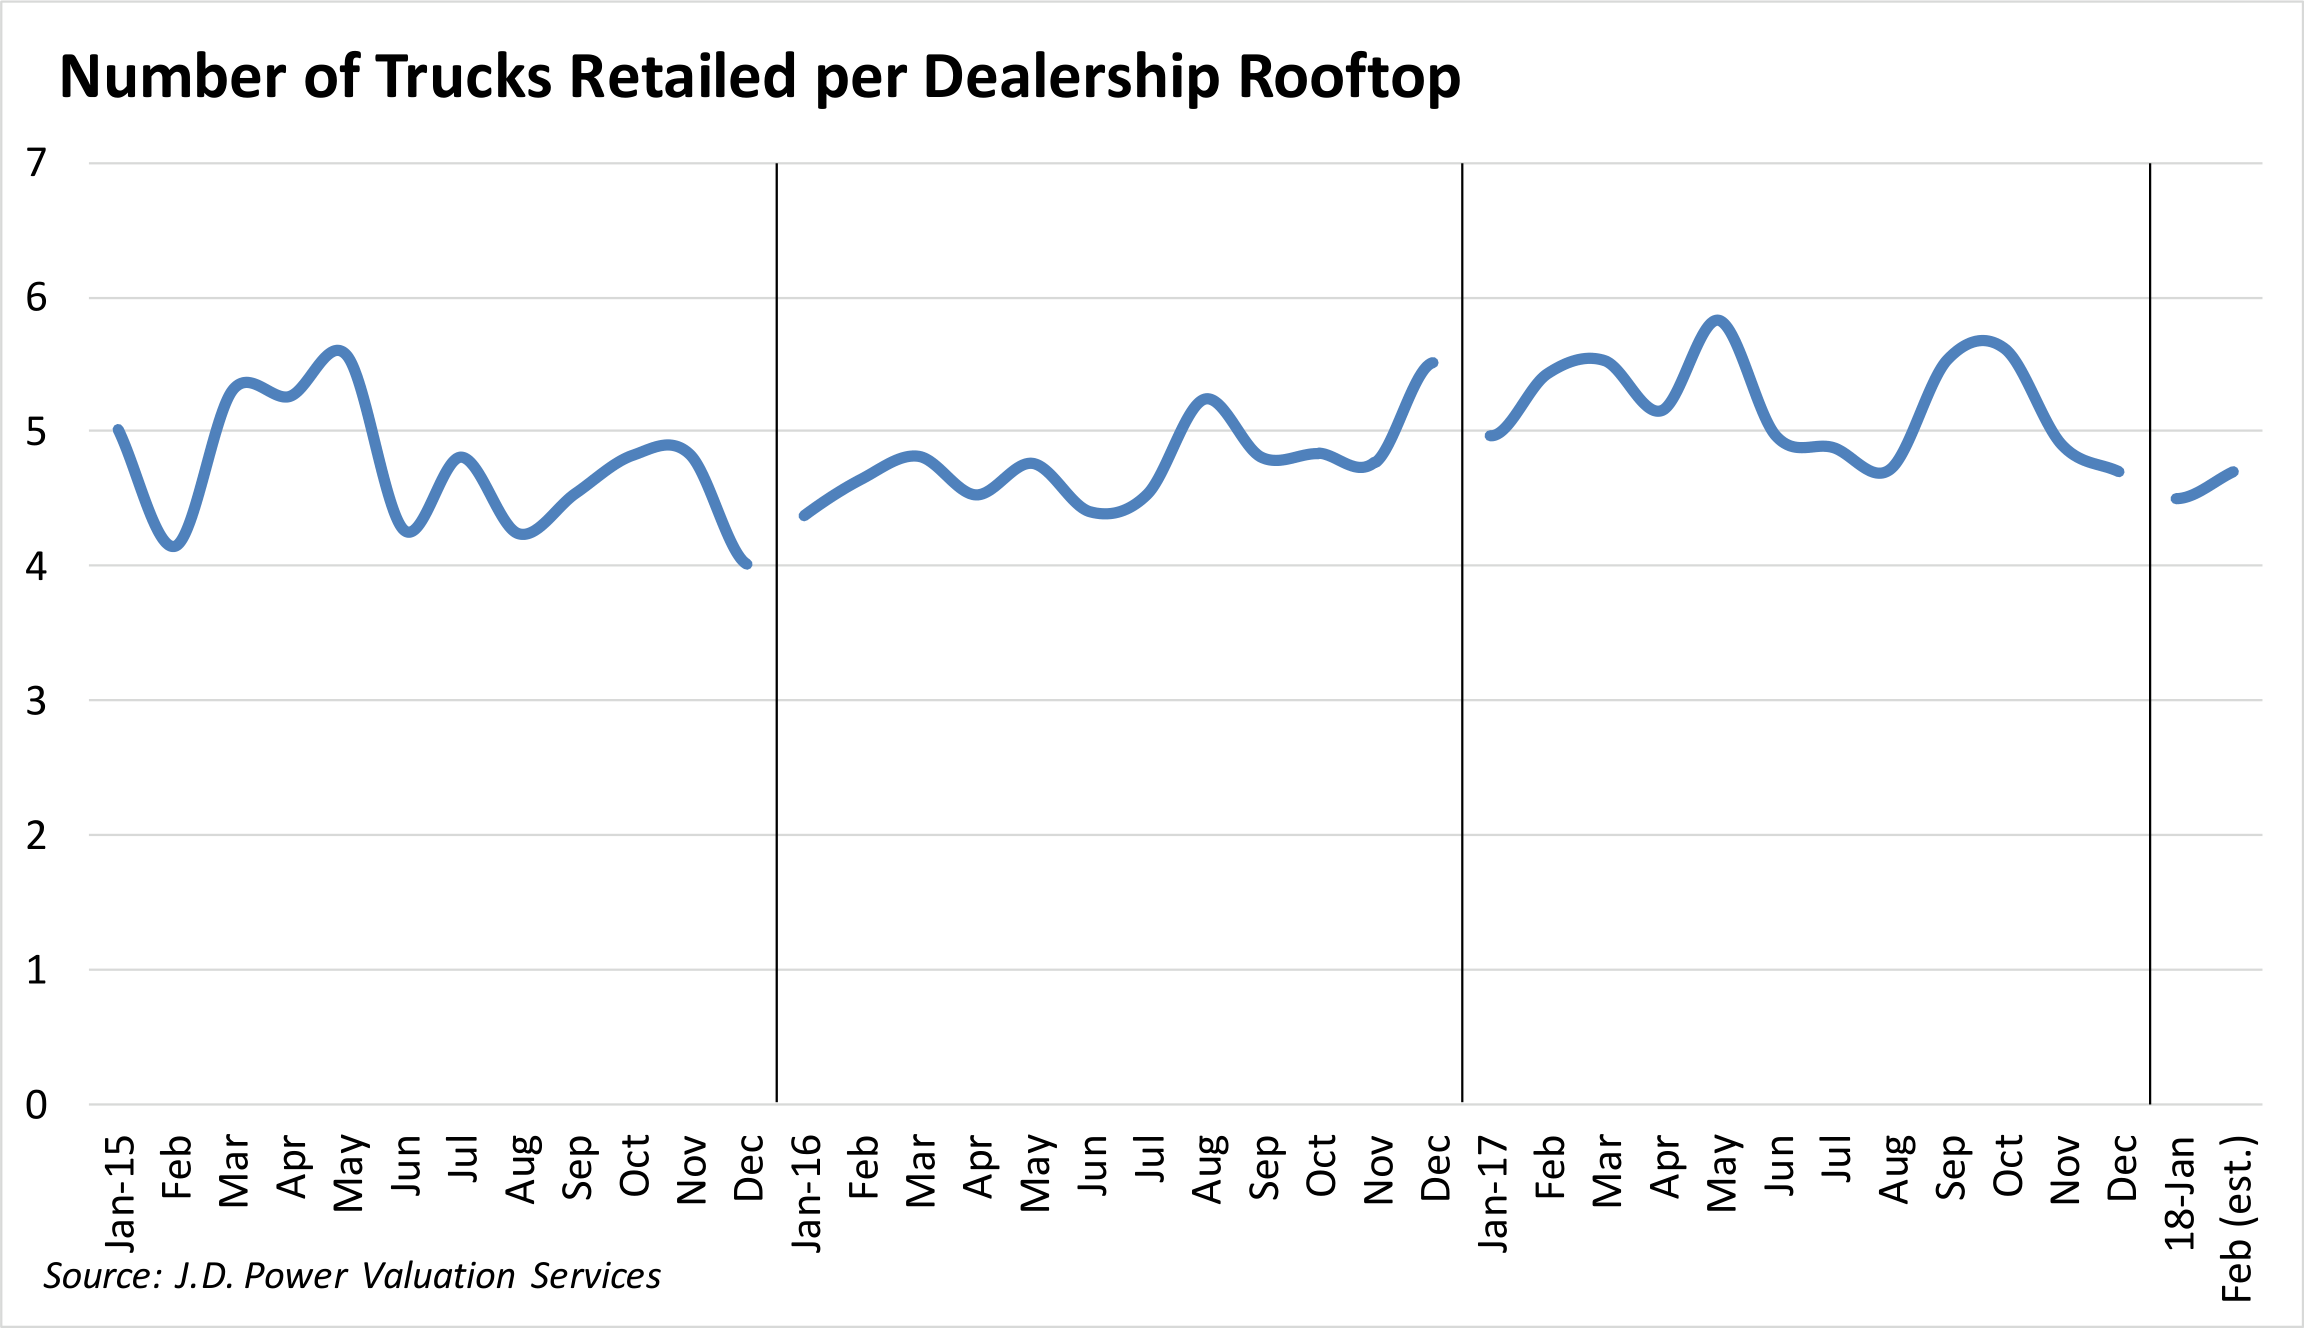 Number of Trucks Retailed per Dealership Rooftop
7
6
5
4
3
2
1
0
Jan-15
Feb
Mar
Apr
May
Jun
Jul
Aug
Sep
Oct
Nov
Dec
Jan-16
Feb
Mar
Apr
May
Jun
Jul
Aug
Sep
Oct
Nov
Dec
Jan-17
Feb
Mar
Apr
May
Jun
Jul
Aug
Sep
Oct
Nov
Dec
18-Jan
Feb (est.)
Source: J.D. Power Valuation Services